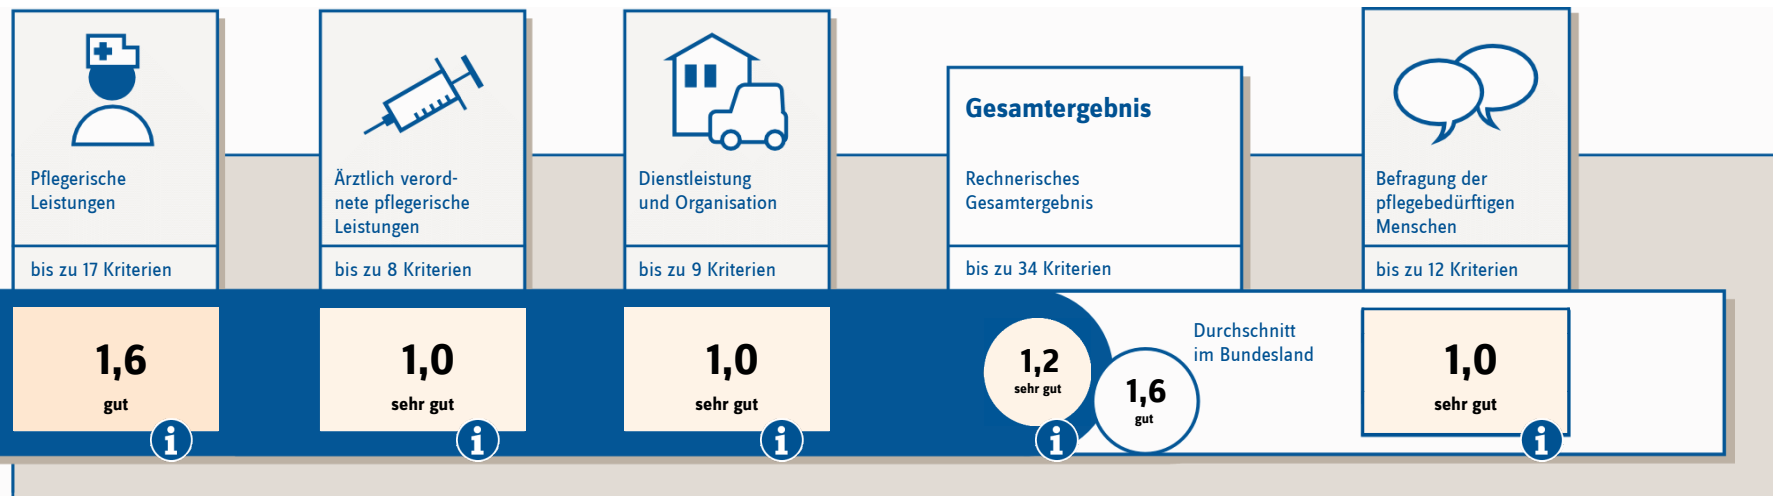 Pflegerische
Leistungen
bis zu 17 Kriterien
1,6
gut
i
Ärztlich verord-
nete pflegerische
Leistungen
bis zu 8 Kriterien
1,0
sehr gut
i
Dienstleistung
und Organisation
bis zu 9 Kriterien
1,0
sehr gut
i
Gesamtergebnis
Rechnerisches
Gesamtergebnis
bis zu 34 Kriterien
1,2
sehr gut
i
1,6
gut
Durchschnitt
im Bundesland
Befragung der
pflegebedürftigen
Menschen
bis zu 12 Kriterien
1,0
sehr gut
i